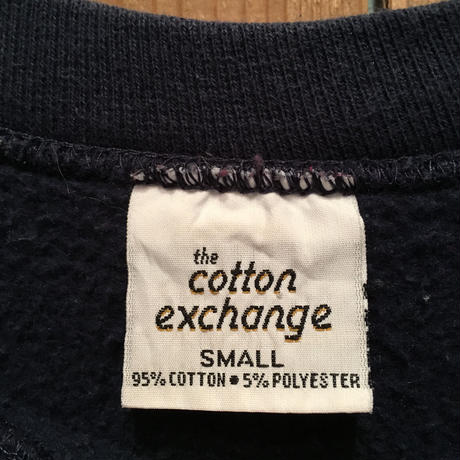 the
cotton
exchange
SMALL
95% COTTON • 5% POLYESTER